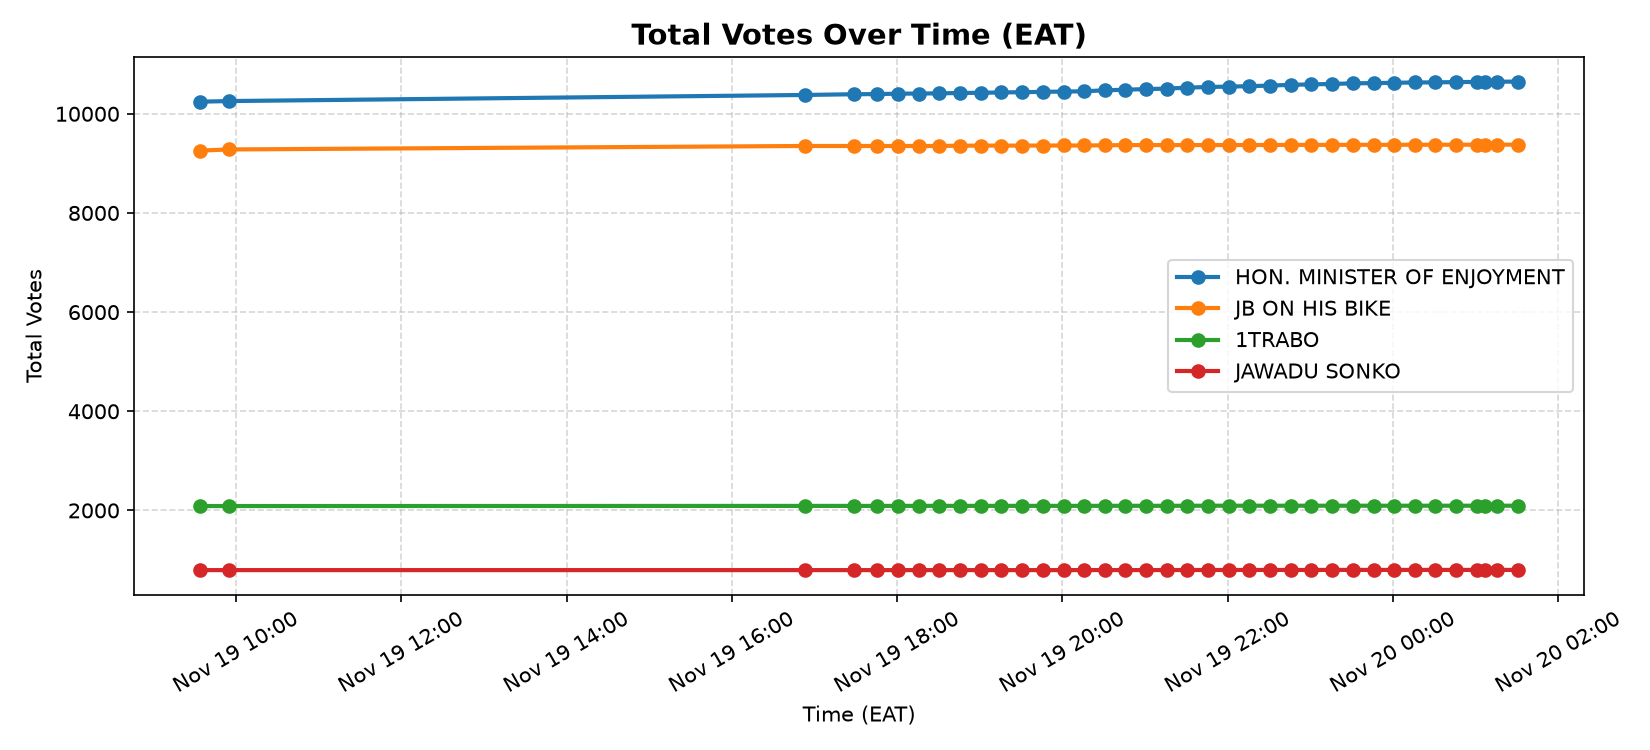 Total Votes Over Time (EAT)
Total Votes
10000
8000
6000
4000
2000
HON. MINISTER OF ENJOYMENT
JB ON HIS BIKE
1TRABO
JAWADU SONKO
Nov 19 10:00
Nov 19 12:00
Nov 19 14:00
Nov 19 16:00
Nov 19 18:00
Nov 19 20:00
Nov 19 22:00
Nov 20 00:00
Nov 20 02:00
Time (EAT)